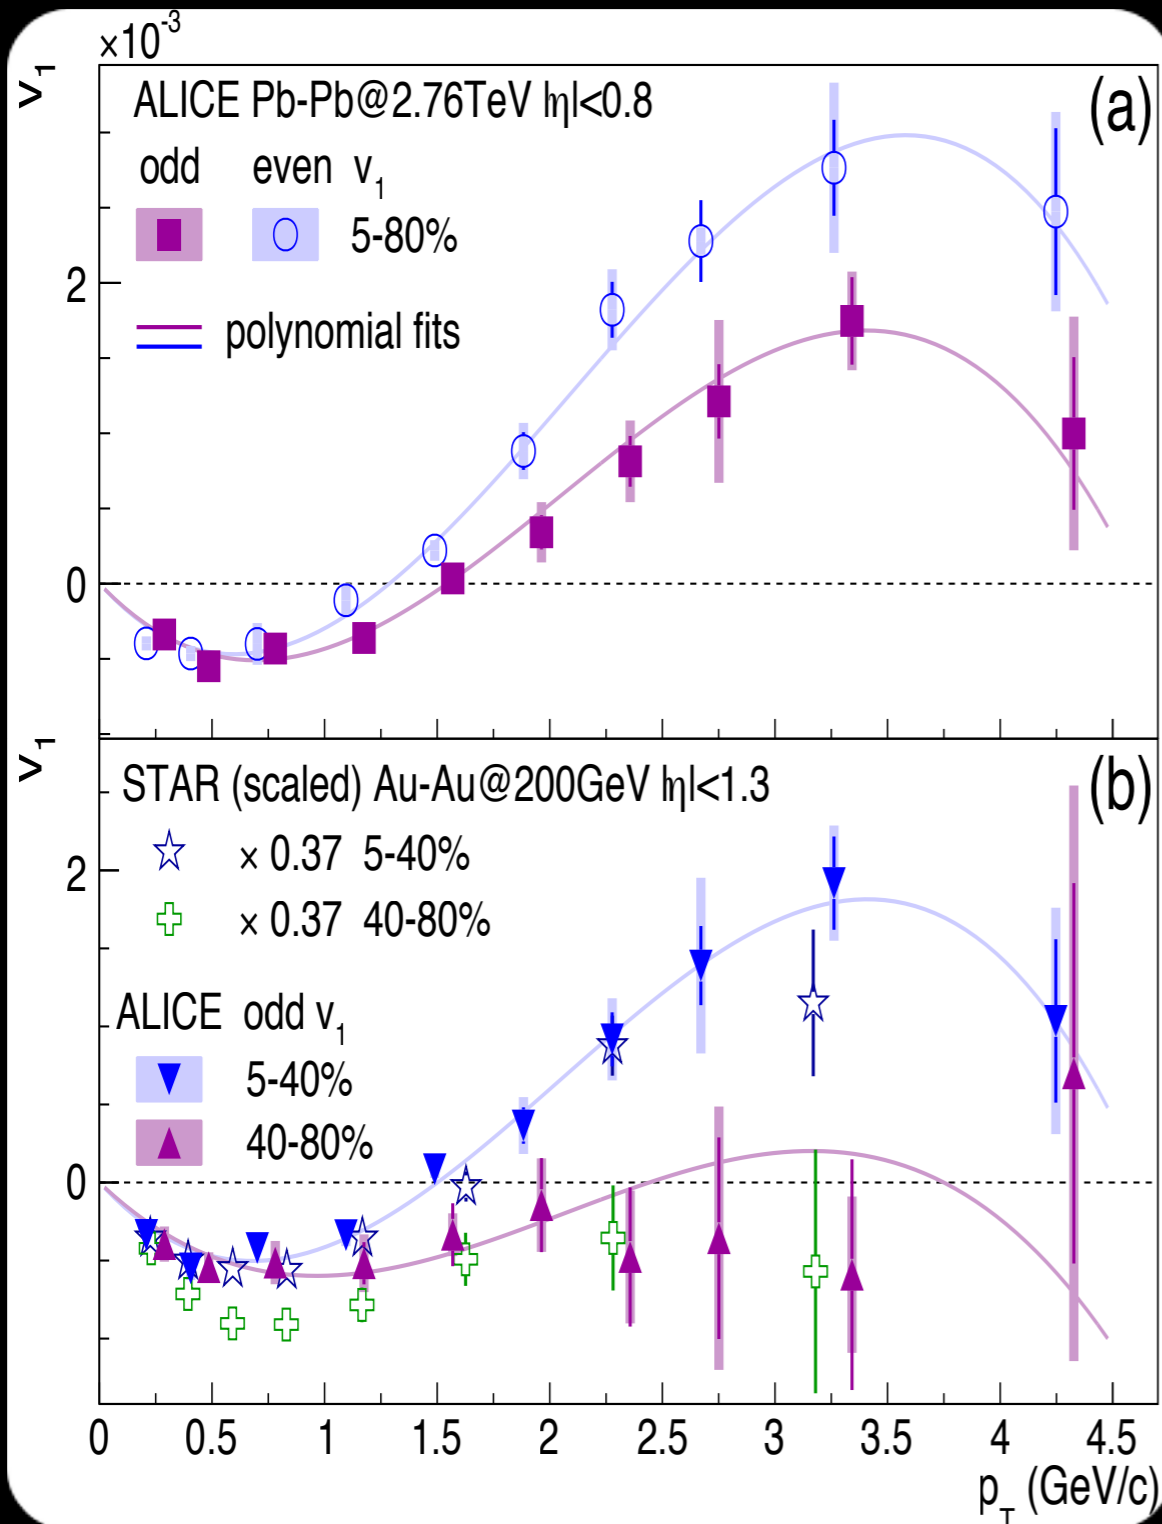 ×10⁻³
v₁
ALICE Pb-Pb@2.76TeV |η|<0.8
(a)
odd even v₁
5-80%
polynomial fits
2
0
v₁
STAR (scaled) Au-Au@200GeV |η|<1.3
(b)
× 0.37 5-40%
2
× 0.37 40-80%
ALICE odd v₁
5-40%
40-80%
0
0 0.5 1 1.5 2 2.5 3 3.5 4 4.5
p_T (GeV/c)